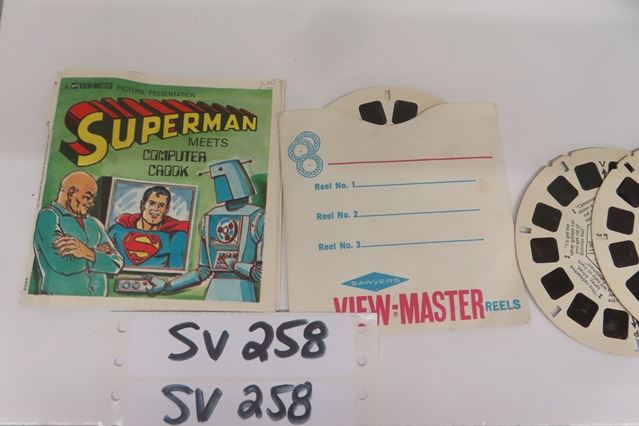 A VIEW-MASTER PICTURE PRESENTATION
SUPERMAN
MEETS
COMPUTER
CROOK
Reel No. 1
Reel No. 2
Reel No. 3
SAWYER'S
VIEW-MASTER REELS
SV 258
SV 258